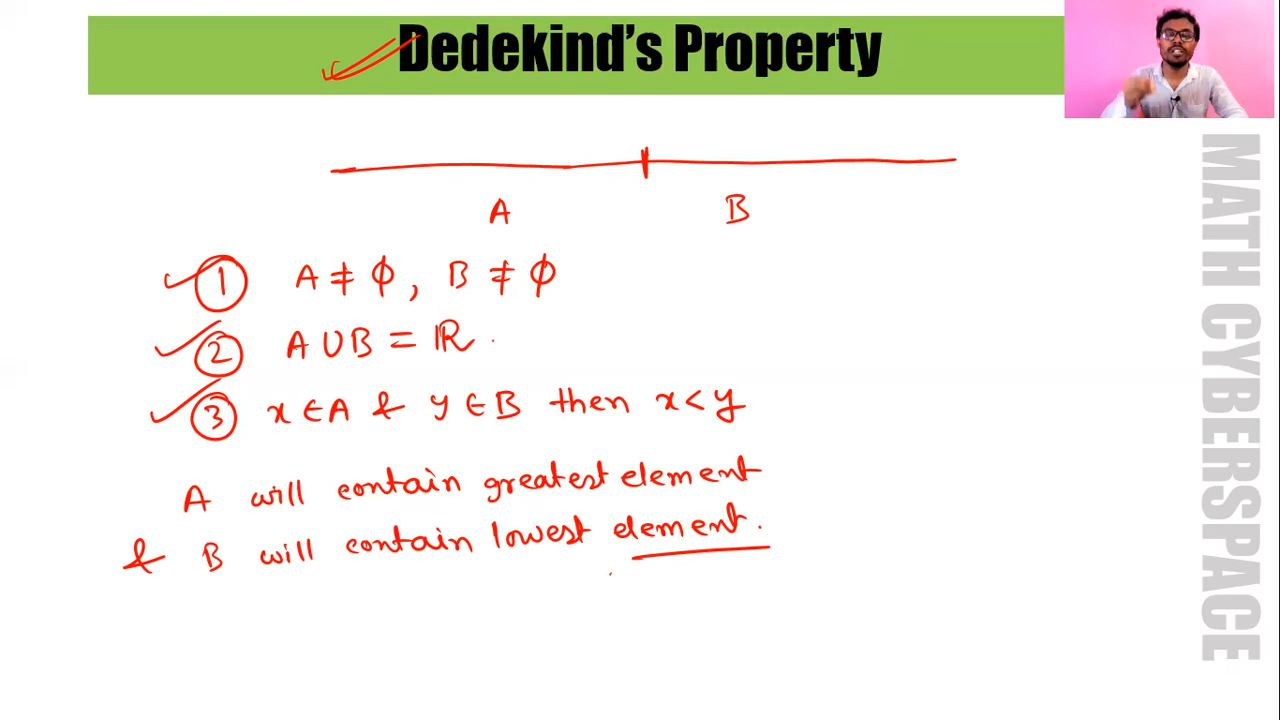 Dedekind's Property
A B
1 A ≠ ϕ, B ≠ ϕ
2 A ∪ B = ℝ.
3 x ∈ A & y ∈ B then x < y
A will contain greatest element
& B will contain lowest element.
MATH CYBERSPACE